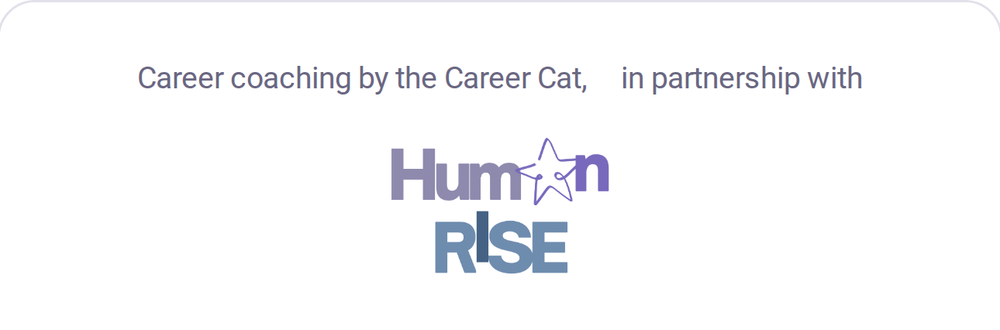 Career coaching by the Career Cat, in partnership with
Human
RISE